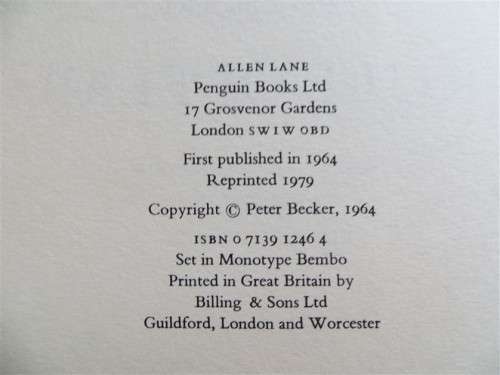 ALLEN LANE
Penguin Books Ltd
17 Grosvenor Gardens
London SW1W OBD
First published in 1964
Reprinted 1979
Copyright © Peter Becker, 1964
ISBN 0 7139 1246 4
Set in Monotype Bembo
Printed in Great Britain by
Billing & Sons Ltd
Guildford, London and Worcester